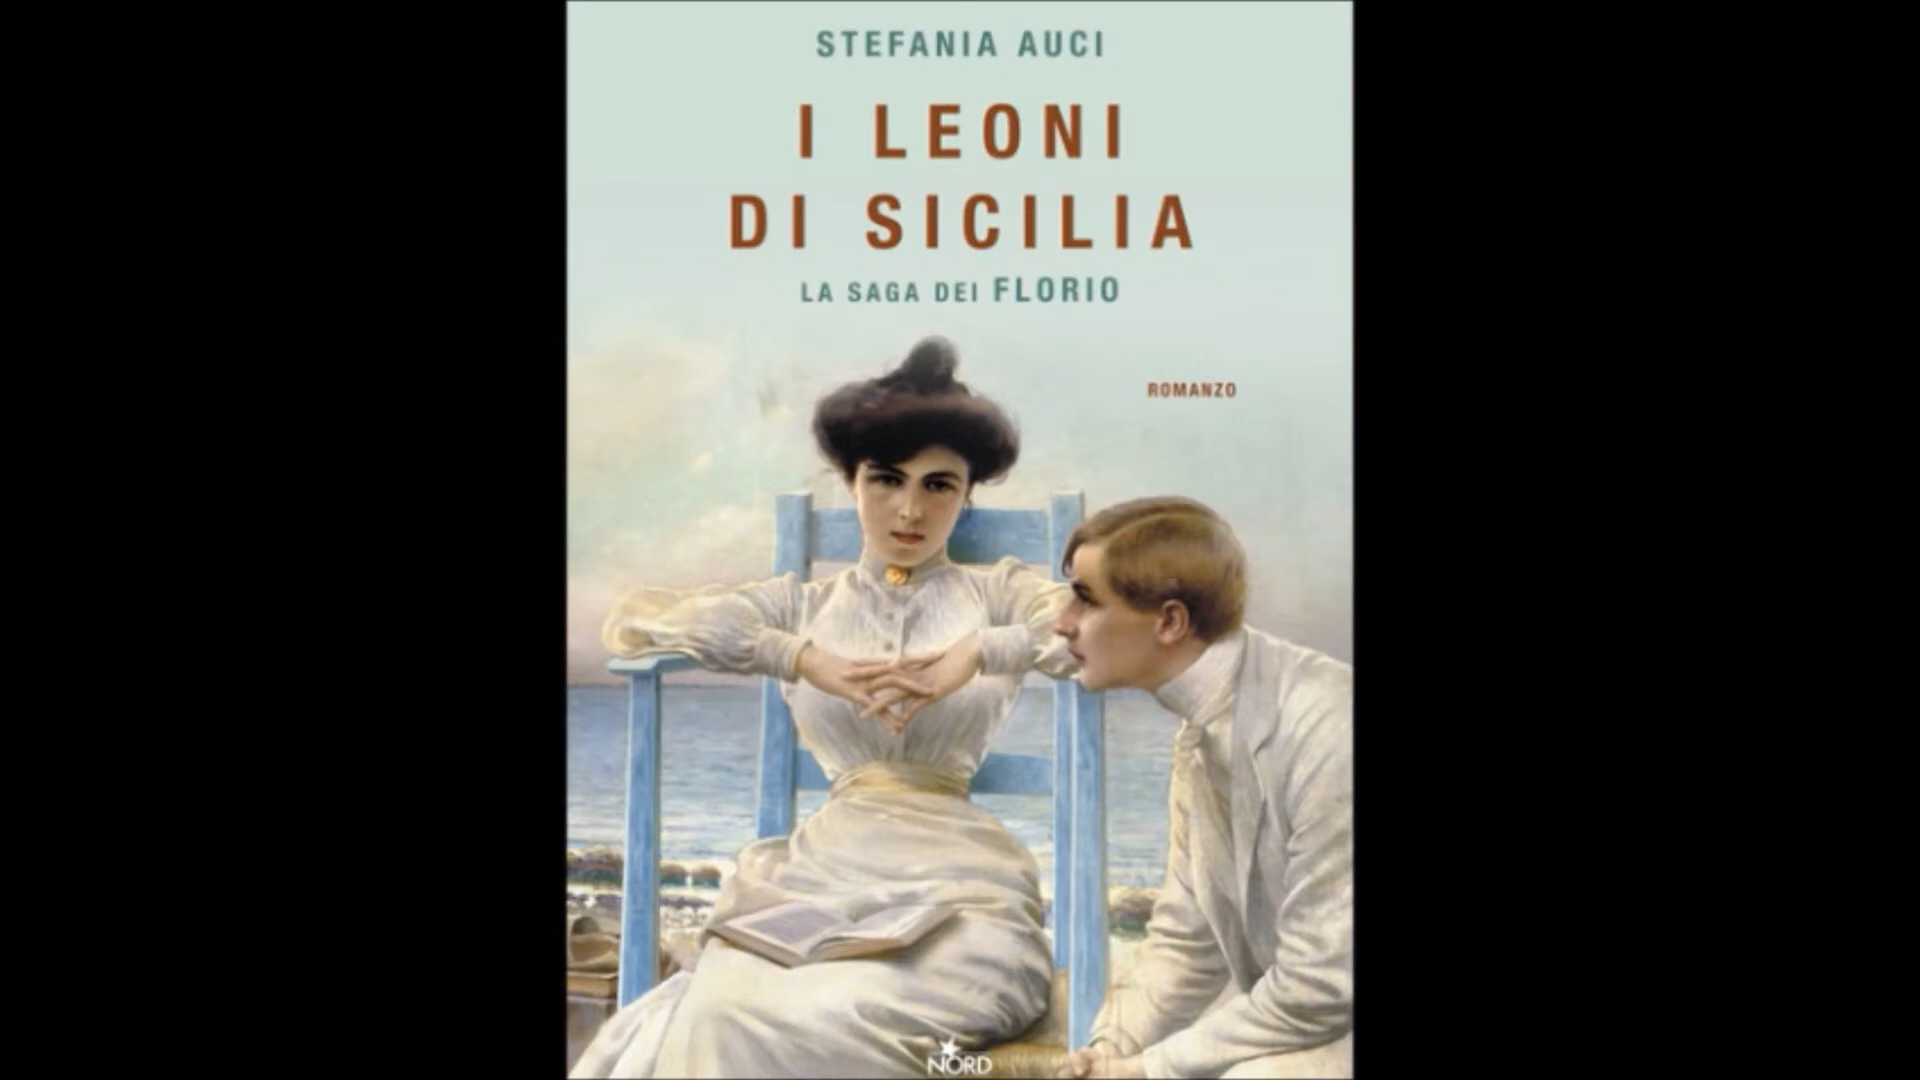 STEFANIA AUCI
I LEONI
DI SICILIA
LA SAGA DEI FLORIO
ROMANZO
NORD